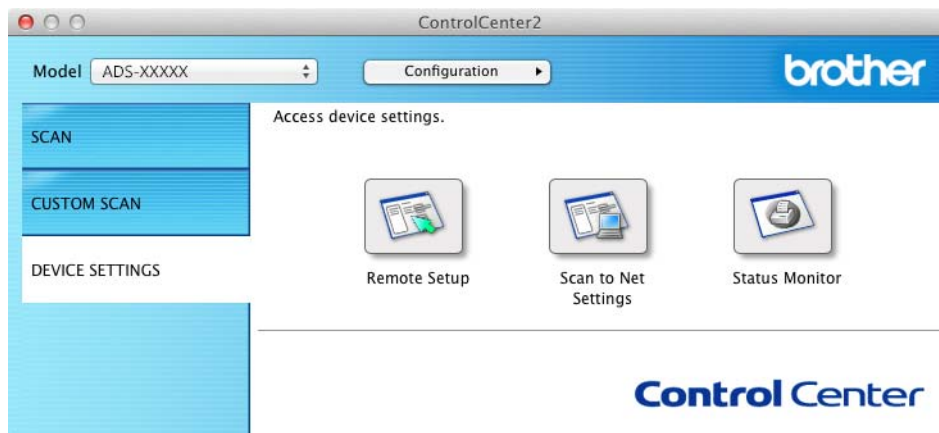 ControlCenter2
Model ADS-XXXXX Configuration brother
SCAN
CUSTOM SCAN
DEVICE SETTINGS
Access device settings.
Remote Setup
Scan to Net
Settings
Status Monitor
Control Center